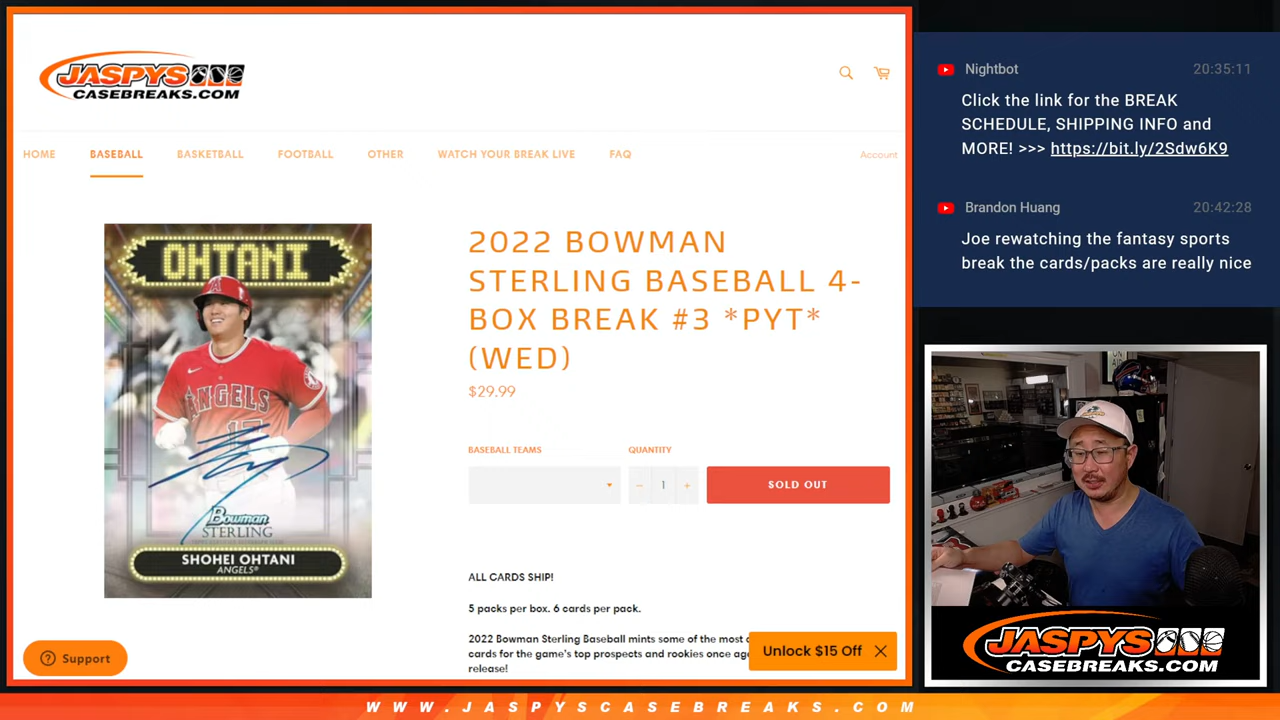 JASPYS
CASEBREAKS.COM
HOME BASEBALL BASKETBALL FOOTBALL OTHER WATCH YOUR BREAK LIVE FAQ Account
OHTANI
ANGELS
17
Bowman
STERLING
SHOHEI OHTANI
ANGELS®
2022 BOWMAN
STERLING BASEBALL 4-
BOX BREAK #3 *PYT*
(WED)
$29.99
BASEBALL TEAMS QUANTITY
− 1 + SOLD OUT
ALL CARDS SHIP!
5 packs per box. 6 cards per pack.
2022 Bowman Sterling Baseball mints some of the most
cards for the game's top prospects and rookies once
release!
Support
Unlock $15 Off
Nightbot 20:35:11
Click the link for the BREAK
SCHEDULE, SHIPPING INFO and
MORE! >>> https://bit.ly/2Sdw6K9
Brandon Huang 20:42:28
Joe rewatching the fantasy sports
break the cards/packs are really nice
ON
AIR
JASPYS
CASEBREAKS.COM
WWW.JASPYSCASEBREAKS.COM